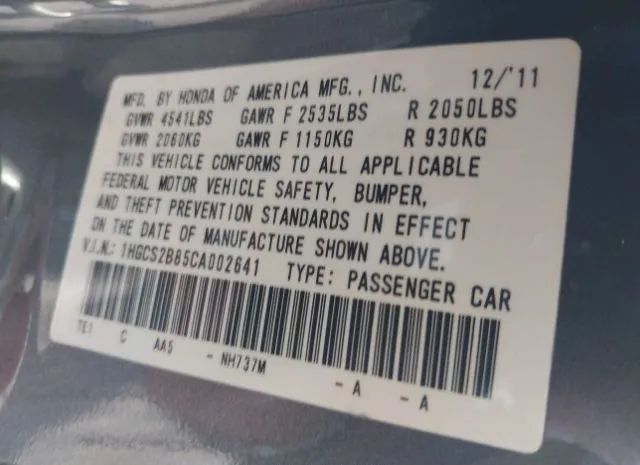 MFD. BY HONDA OF AMERICA MFG., INC. 12/'11
GVWR 4541LBS GAWR F 2535LBS R 2050LBS
GVWR 2060KG GAWR F 1150KG R 930KG
THIS VEHICLE CONFORMS TO ALL APPLICABLE
FEDERAL MOTOR VEHICLE SAFETY, BUMPER,
AND THEFT PREVENTION STANDARDS IN EFFECT
ON THE DATE OF MANUFACTURE SHOWN ABOVE.
V.I.N.: 1HGCS2B85CA002641 TYPE: PASSENGER CAR
TE1 C AA5 - NH737M - A - A